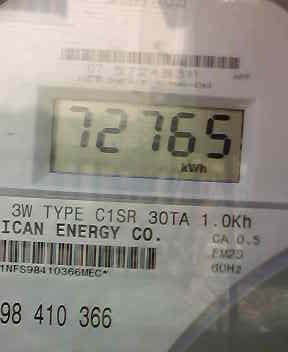 72765
kWh
3W TYPE C1SR 30TA 1.0Kh
ICAN ENERGY CO.
CA 0.5
60Hz
1NFS98410366MEC*
98 410 366